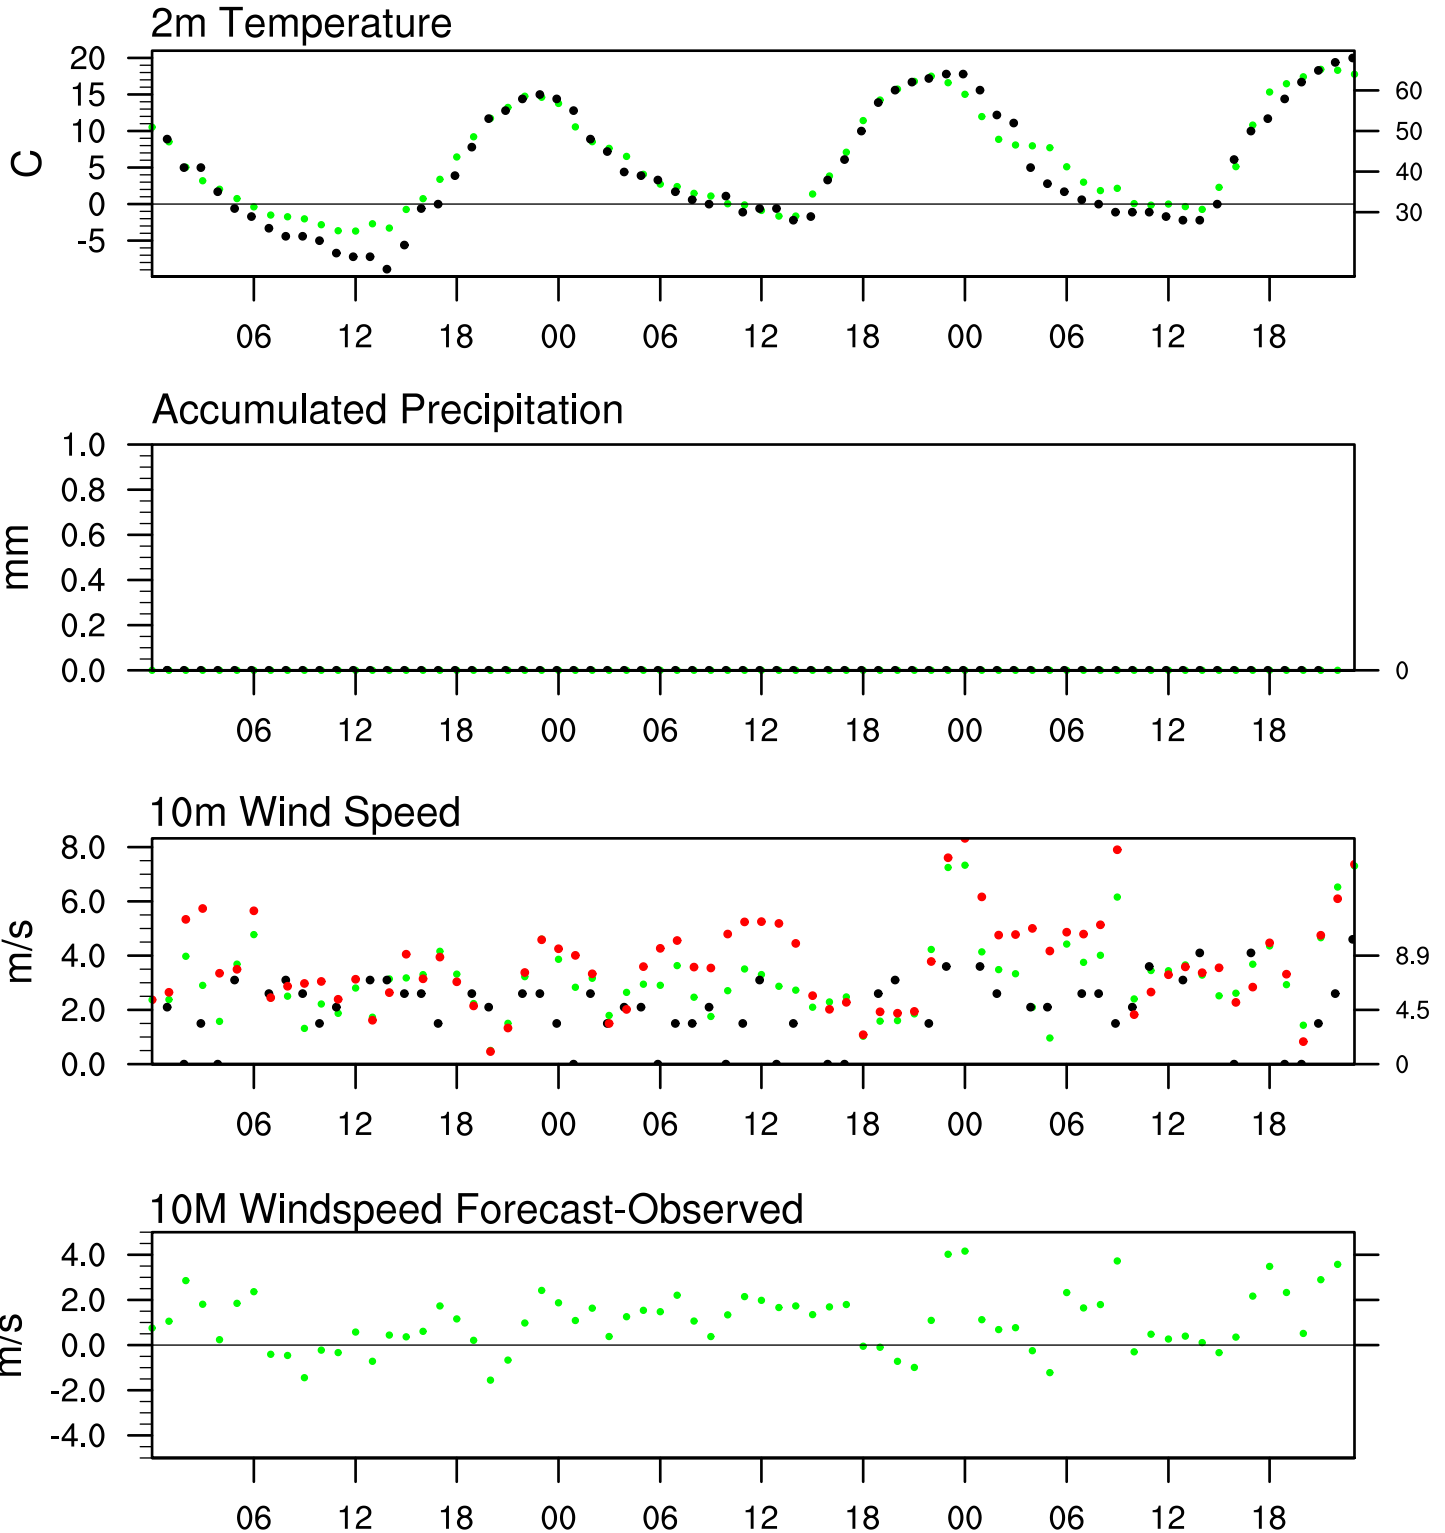 2m Temperature
20
15
10
5
0
-5
C
60
50
40
30
06 12 18 00 06 12 18 00 06 12 18
Accumulated Precipitation
1.0
0.8
0.6
0.4
0.2
0.0
mm
0
06 12 18 00 06 12 18 00 06 12 18
10m Wind Speed
8.0
6.0
4.0
2.0
0.0
m/s
8.9
4.5
0
06 12 18 00 06 12 18 00 06 12 18
10M Windspeed Forecast-Observed
4.0
2.0
0.0
-2.0
-4.0
m/s
06 12 18 00 06 12 18 00 06 12 18